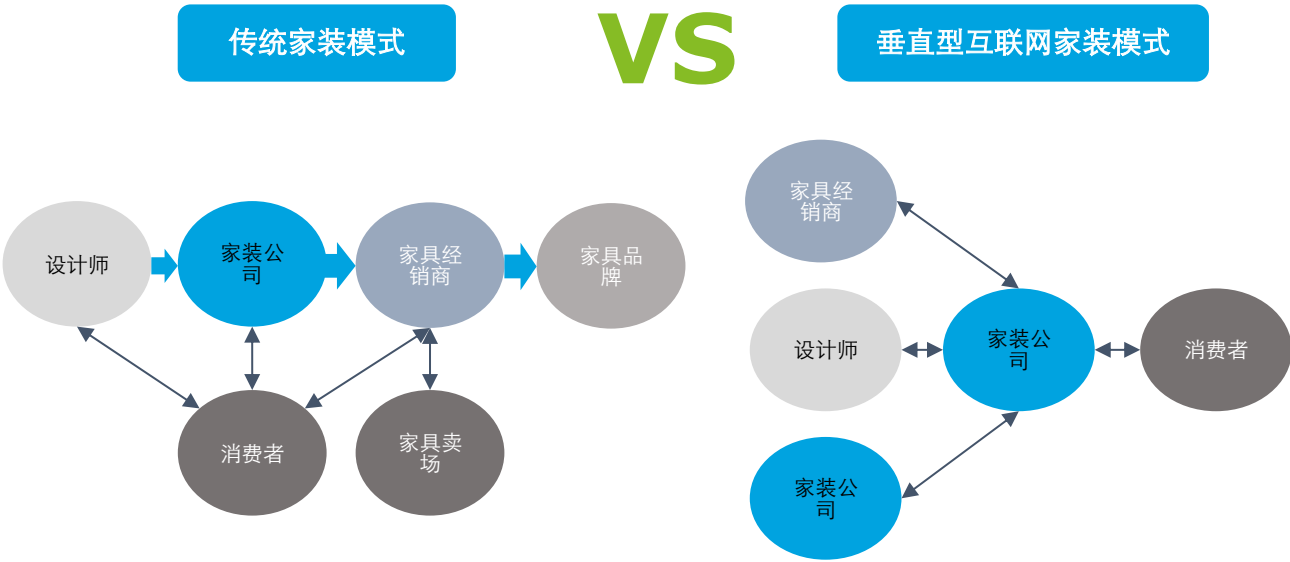 传统家装模式
VS
垂直型互联网家装模式
设计师
家装公
司
家具经
销商
家具品
牌
消费者
家具卖
场
家具经
销商
设计师
家装公
司
消费者
家装公
司